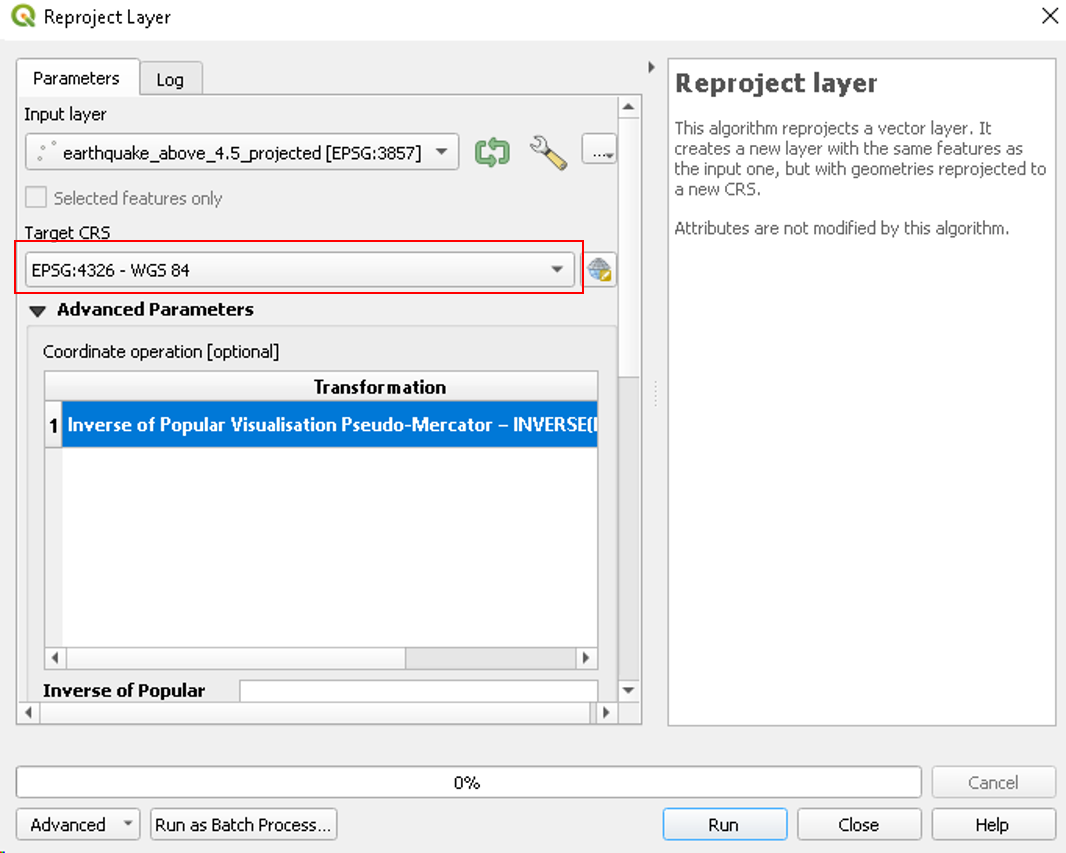 Reproject Layer
Parameters
Log
Input layer
earthquake_above_4.5_projected [EPSG:3857]
...
Selected features only
Target CRS
EPSG:4326 - WGS 84
Advanced Parameters
Coordinate operation [optional]
Transformation
1 Inverse of Popular Visualisation Pseudo-Mercator – INVERSE(
Inverse of Popular
Reproject layer
This algorithm reprojects a vector layer. It
creates a new layer with the same features as
the input one, but with geometries reprojected to
a new CRS.
Attributes are not modified by this algorithm.
0%
Cancel
Advanced
Run as Batch Process...
Run
Close
Help